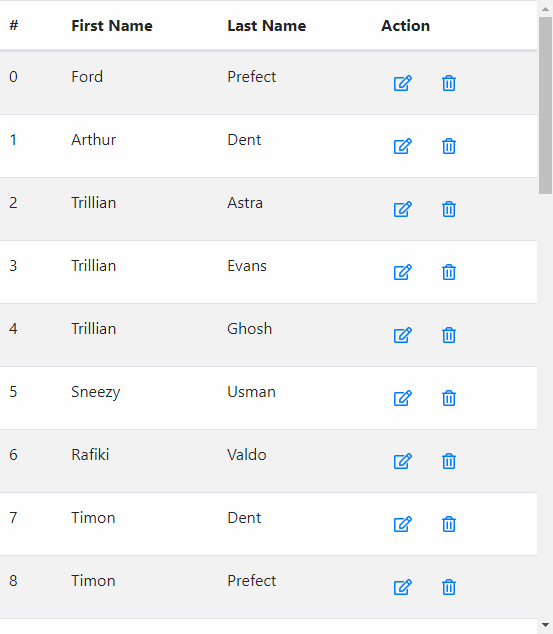 # First Name Last Name Action
0 Ford Prefect
1 Arthur Dent
2 Trillian Astra
3 Trillian Evans
4 Trillian Ghosh
5 Sneezy Usman
6 Rafiki Valdo
7 Timon Dent
8 Timon Prefect